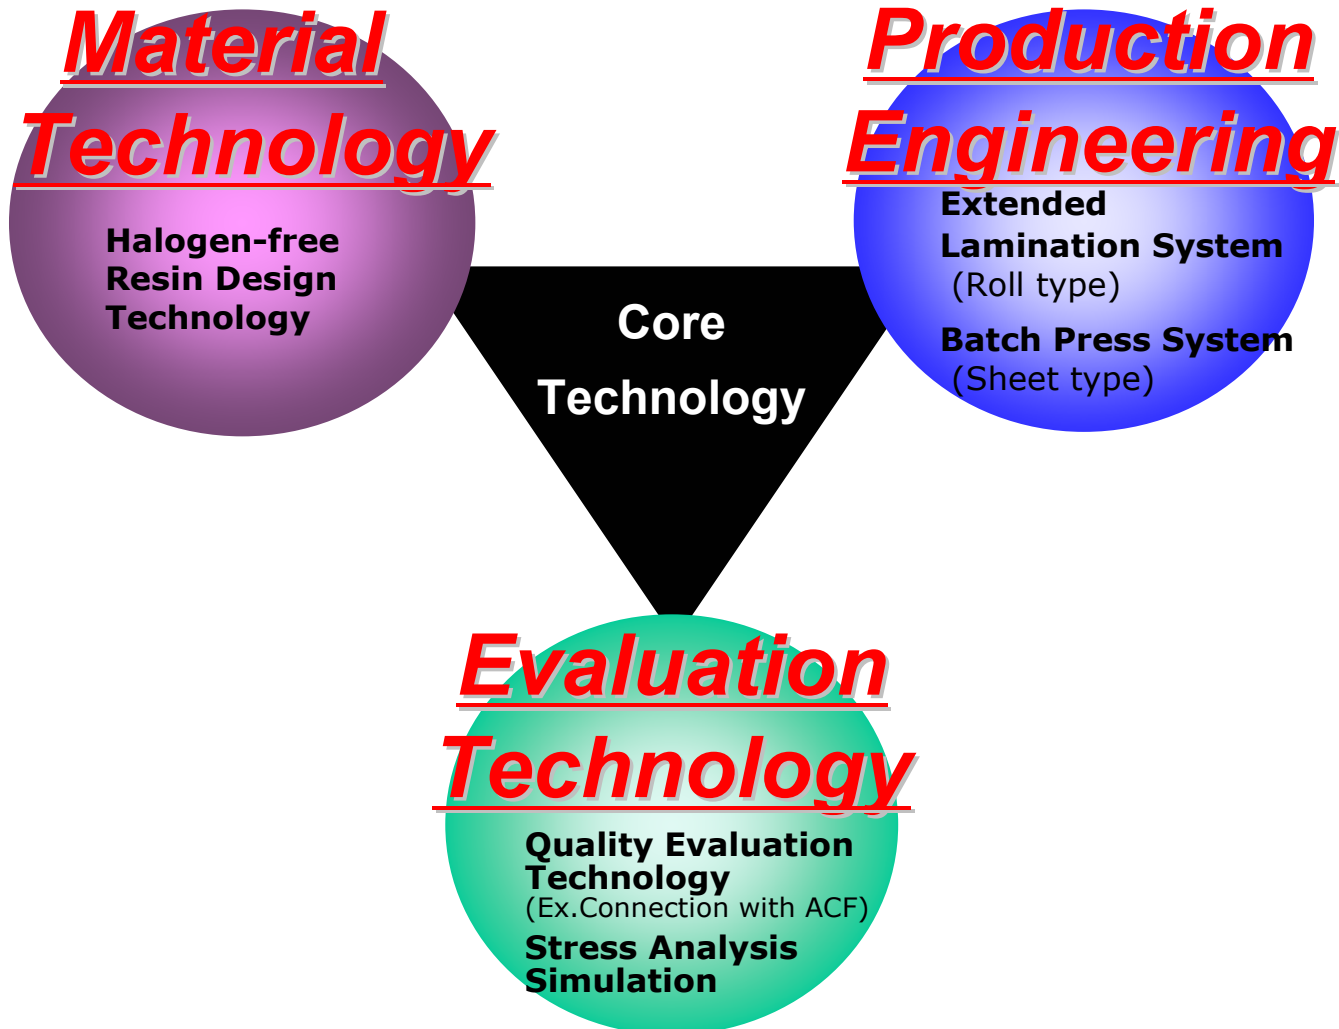 Material
Technology
Halogen-free
Resin Design
Technology
Production
Engineering
Extended
Lamination System
(Roll type)
Batch Press System
(Sheet type)
Core
Technology
Evaluation
Technology
Quality Evaluation
Technology
(Ex.Connection with ACF)
Stress Analysis
Simulation